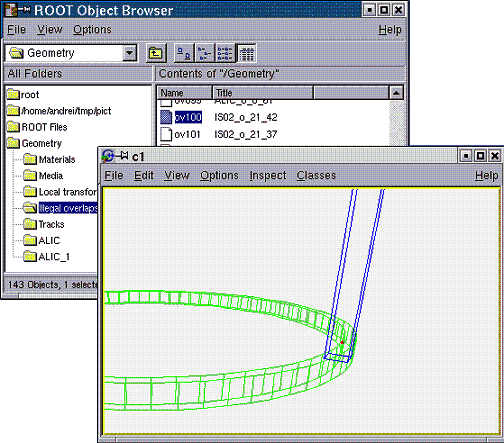 ROOT Object Browser
File View Options Help
Geometry
All Folders
Contents of "/Geometry"
root
/home/andrei/tmp/pict
ROOT Files
Geometry
Materials
Media
Local transfor
Illegal overlaps
Tracks
ALIC
ALIC_1
Name Title
ov100 IS02_o_21_42
ov101 IS02_o_21_37
143 Objects, 1 selecte
c1
File Edit View Options Inspect Classes Help